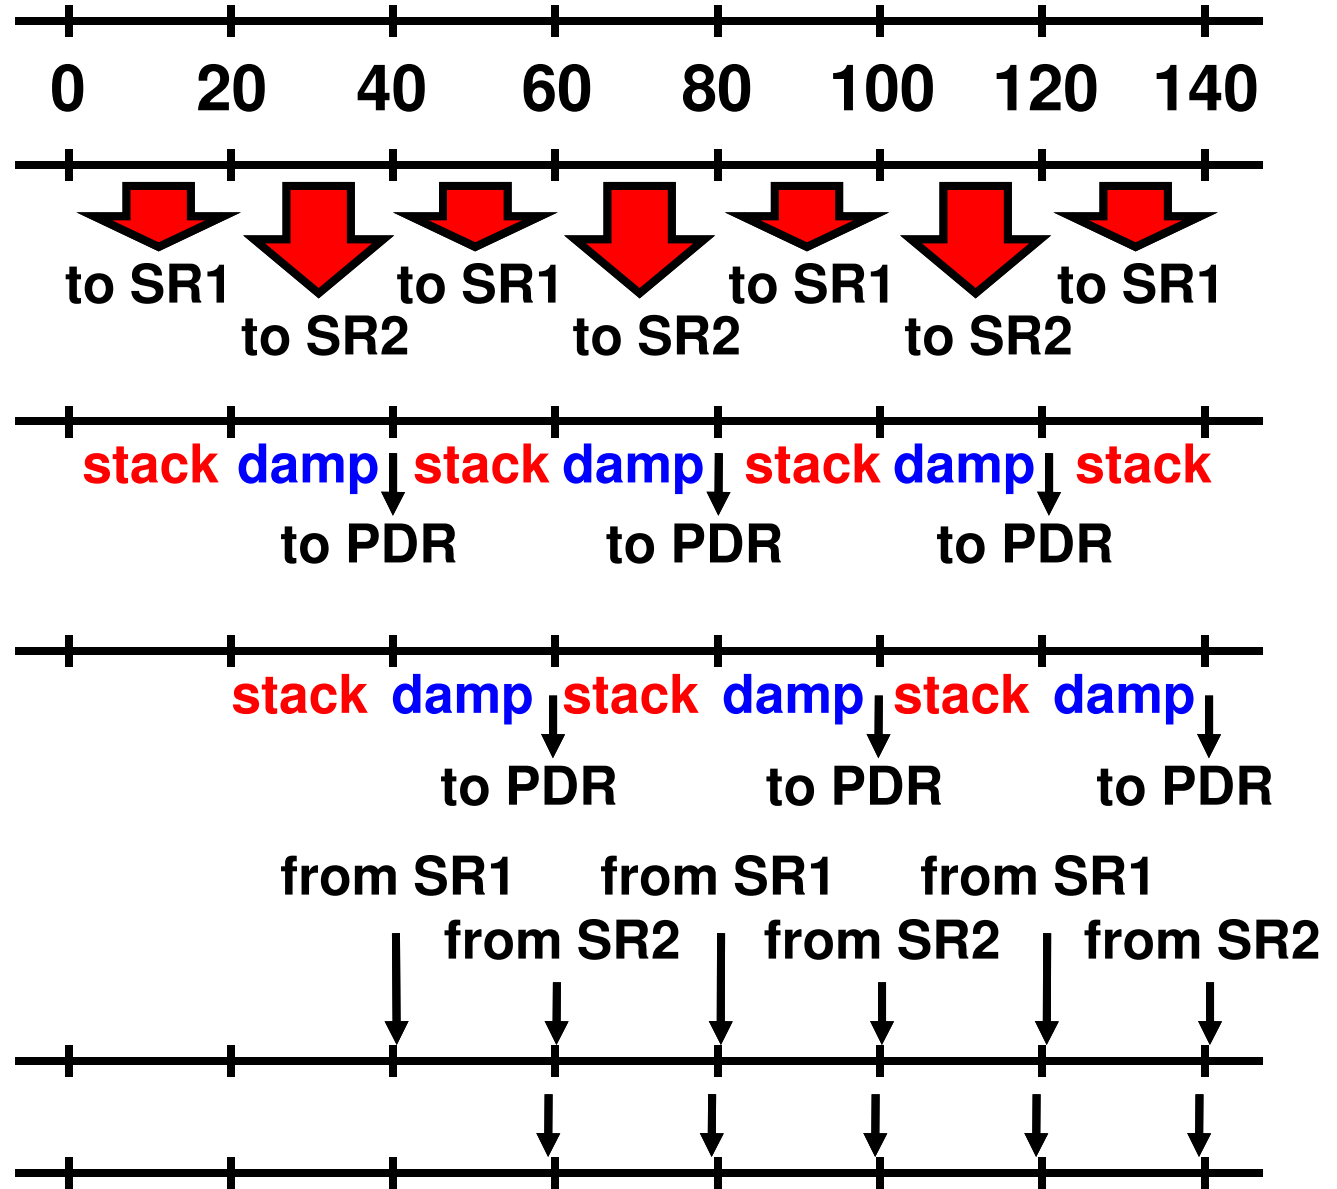 0 20 40 60 80 100 120 140
to SR1 to SR1 to SR1 to SR1
to SR2 to SR2 to SR2
stack damp stack damp stack damp stack
to PDR to PDR to PDR
stack damp stack damp stack damp
to PDR to PDR to PDR
from SR1 from SR1 from SR1
from SR2 from SR2 from SR2